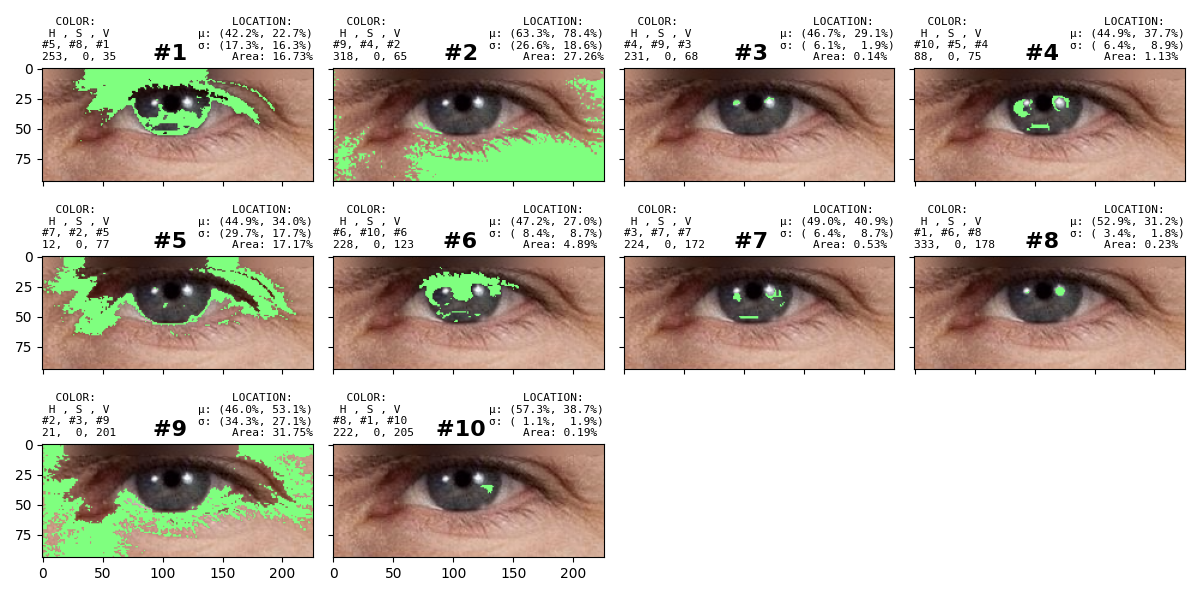 COLOR: LOCATION: COLOR: LOCATION: COLOR: LOCATION: COLOR: LOCATION:
H , S , V μ: (42.2%, 22.7%) H , S , V μ: (63.3%, 78.4%) H , S , V μ: (46.7%, 29.1%) H , S , V μ: (44.9%, 37.7%)
#5, #8, #1 σ: (17.3%, 16.3%) #9, #4, #2 σ: (26.6%, 18.6%) #4, #9, #3 σ: ( 6.1%, 1.9%) #10, #5, #4 σ: ( 6.4%, 8.9%)
253, 0, 35 #1 Area: 16.73% 318, 0, 65 #2 Area: 27.26% 231, 0, 68 #3 Area: 0.14% 88, 0, 75 #4 Area: 1.13%
0
25
50
75
COLOR: LOCATION: COLOR: LOCATION: COLOR: LOCATION: COLOR: LOCATION:
H , S , V μ: (44.9%, 34.0%) H , S , V μ: (47.2%, 27.0%) H , S , V μ: (49.0%, 40.9%) H , S , V μ: (52.9%, 31.2%)
#7, #2, #5 σ: (29.7%, 17.7%) #6, #10, #6 σ: ( 8.4%, 8.7%) #3, #7, #7 σ: ( 6.4%, 8.7%) #1, #6, #8 σ: ( 3.4%, 1.8%)
12, 0, 77 #5 Area: 17.17% 228, 0, 123 #6 Area: 4.89% 224, 0, 172 #7 Area: 0.53% 333, 0, 178 #8 Area: 0.23%
0
25
50
75
COLOR: LOCATION: COLOR: LOCATION:
H , S , V μ: (46.0%, 53.1%) H , S , V μ: (57.3%, 38.7%)
#2, #3, #9 σ: (34.3%, 27.1%) #8, #1, #10 σ: ( 1.1%, 1.9%)
21, 0, 201 #9 Area: 31.75% 222, 0, 205 #10 Area: 0.19%
0
25
50
75
0 50 100 150 200 0 50 100 150 200